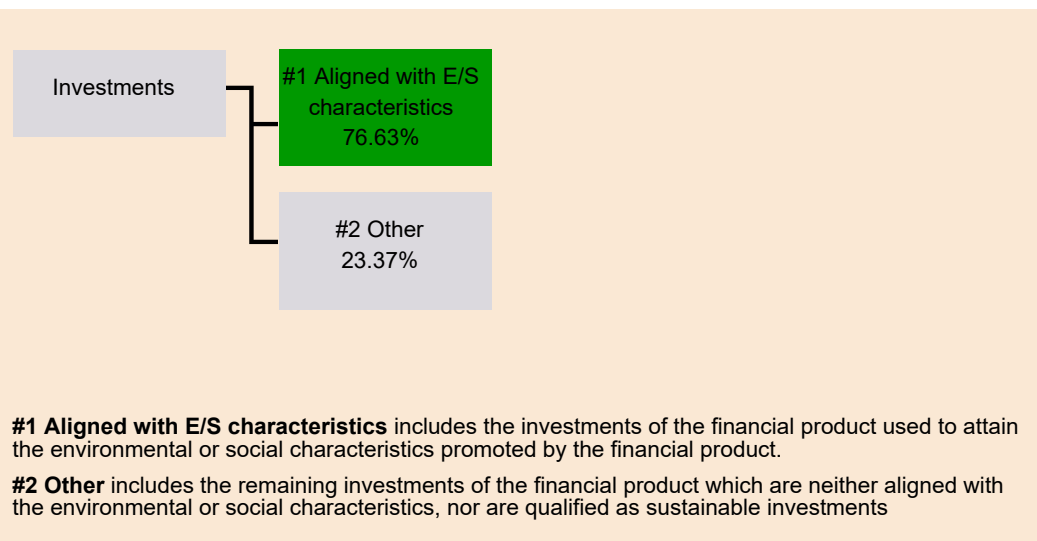 Investments
#1 Aligned with E/S
characteristics
76.63%
#2 Other
23.37%
#1 Aligned with E/S characteristics includes the investments of the financial product used to attain
the environmental or social characteristics promoted by the financial product.
#2 Other includes the remaining investments of the financial product which are neither aligned with
the environmental or social characteristics, nor are qualified as sustainable investments